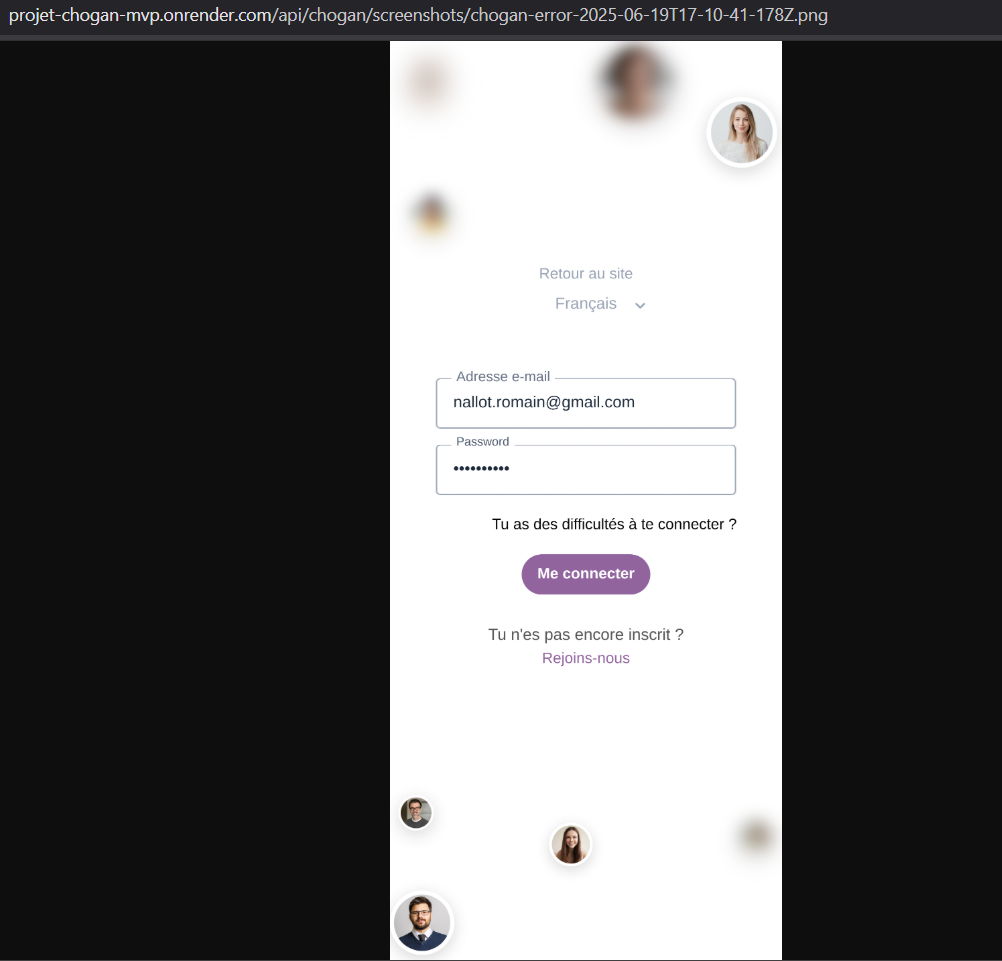 projet-chogan-mvp.onrender.com/api/chogan/screenshots/chogan-error-2025-06-19T17-10-41-178Z.png
Retour au site
Français
Adresse e-mail
nallot.romain@gmail.com
Password
••••••••••
Tu as des difficultés à te connecter ?
Me connecter
Tu n'es pas encore inscrit ?
Rejoins-nous